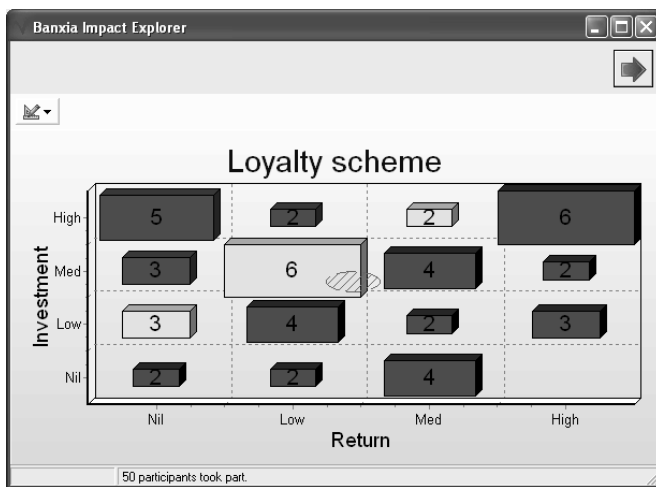 Banxia Impact Explorer
Loyalty scheme
High 5 2 2 6
Med 3 6 4 2
Low 3 4 2 3
Nil 2 2 4
Nil Low Med High
Investment
Return
50 participants took part.